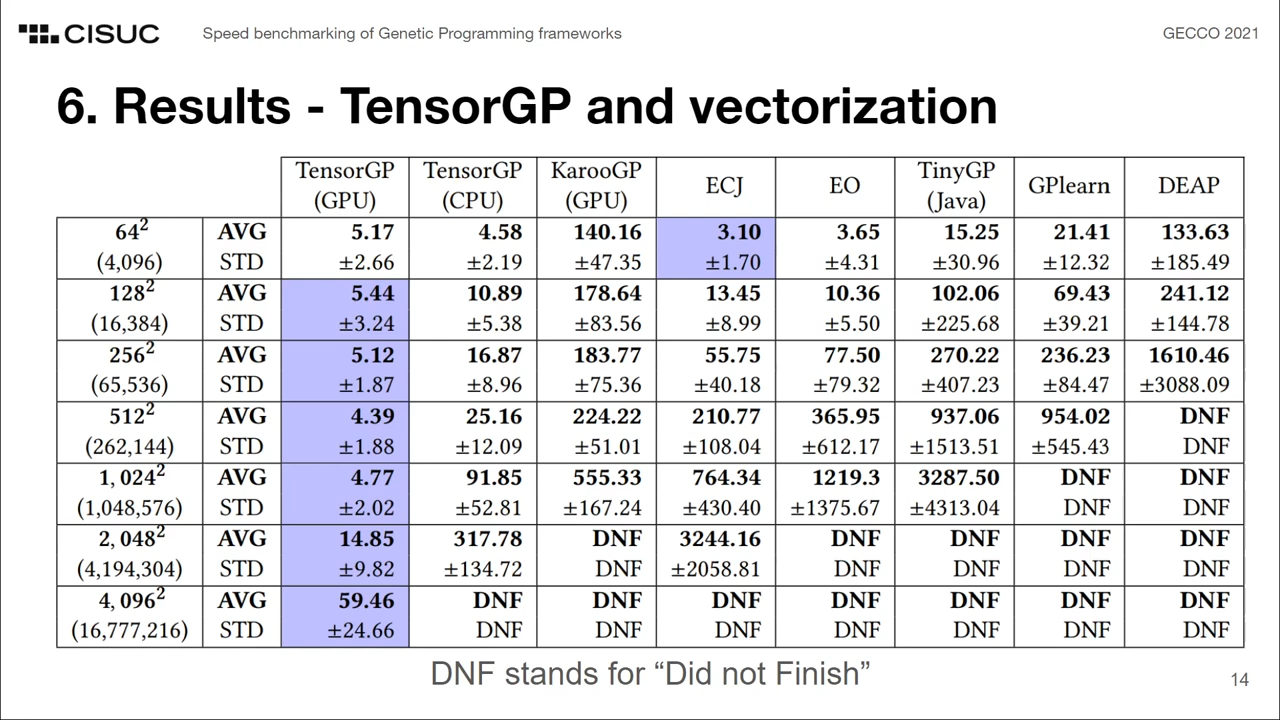 CISUC
Speed benchmarking of Genetic Programming frameworks
GECCO 2021
6. Results - TensorGP and vectorization
TensorGP (GPU) TensorGP (CPU) KarooGP (GPU) ECJ EO TinyGP (Java) GPlearn DEAP
64² AVG 5.17 4.58 140.16 3.10 3.65 15.25 21.41 133.63
(4,096) STD ±2.66 ±2.19 ±47.35 ±1.70 ±4.31 ±30.96 ±12.32 ±185.49
128² AVG 5.44 10.89 178.64 13.45 10.36 102.06 69.43 241.12
(16,384) STD ±3.24 ±5.38 ±83.56 ±8.99 ±5.50 ±225.68 ±39.21 ±144.78
256² AVG 5.12 16.87 183.77 55.75 77.50 270.22 236.23 1610.46
(65,536) STD ±1.87 ±8.96 ±75.36 ±40.18 ±79.32 ±407.23 ±84.47 ±3088.09
512² AVG 4.39 25.16 224.22 210.77 365.95 937.06 954.02 DNF
(262,144) STD ±1.88 ±12.09 ±51.01 ±108.04 ±612.17 ±1513.51 ±545.43 DNF
1,024² AVG 4.77 91.85 555.33 764.34 1219.3 3287.50 DNF DNF
(1,048,576) STD ±2.02 ±52.81 ±167.24 ±430.40 ±1375.67 ±4313.04 DNF DNF
2,048² AVG 14.85 317.78 DNF 3244.16 DNF DNF DNF DNF
(4,194,304) STD ±9.82 ±134.72 DNF ±2058.81 DNF DNF DNF DNF
4,096² AVG 59.46 DNF DNF DNF DNF DNF DNF DNF
(16,777,216) STD ±24.66 DNF DNF DNF DNF DNF DNF DNF
DNF stands for “Did not Finish”
14